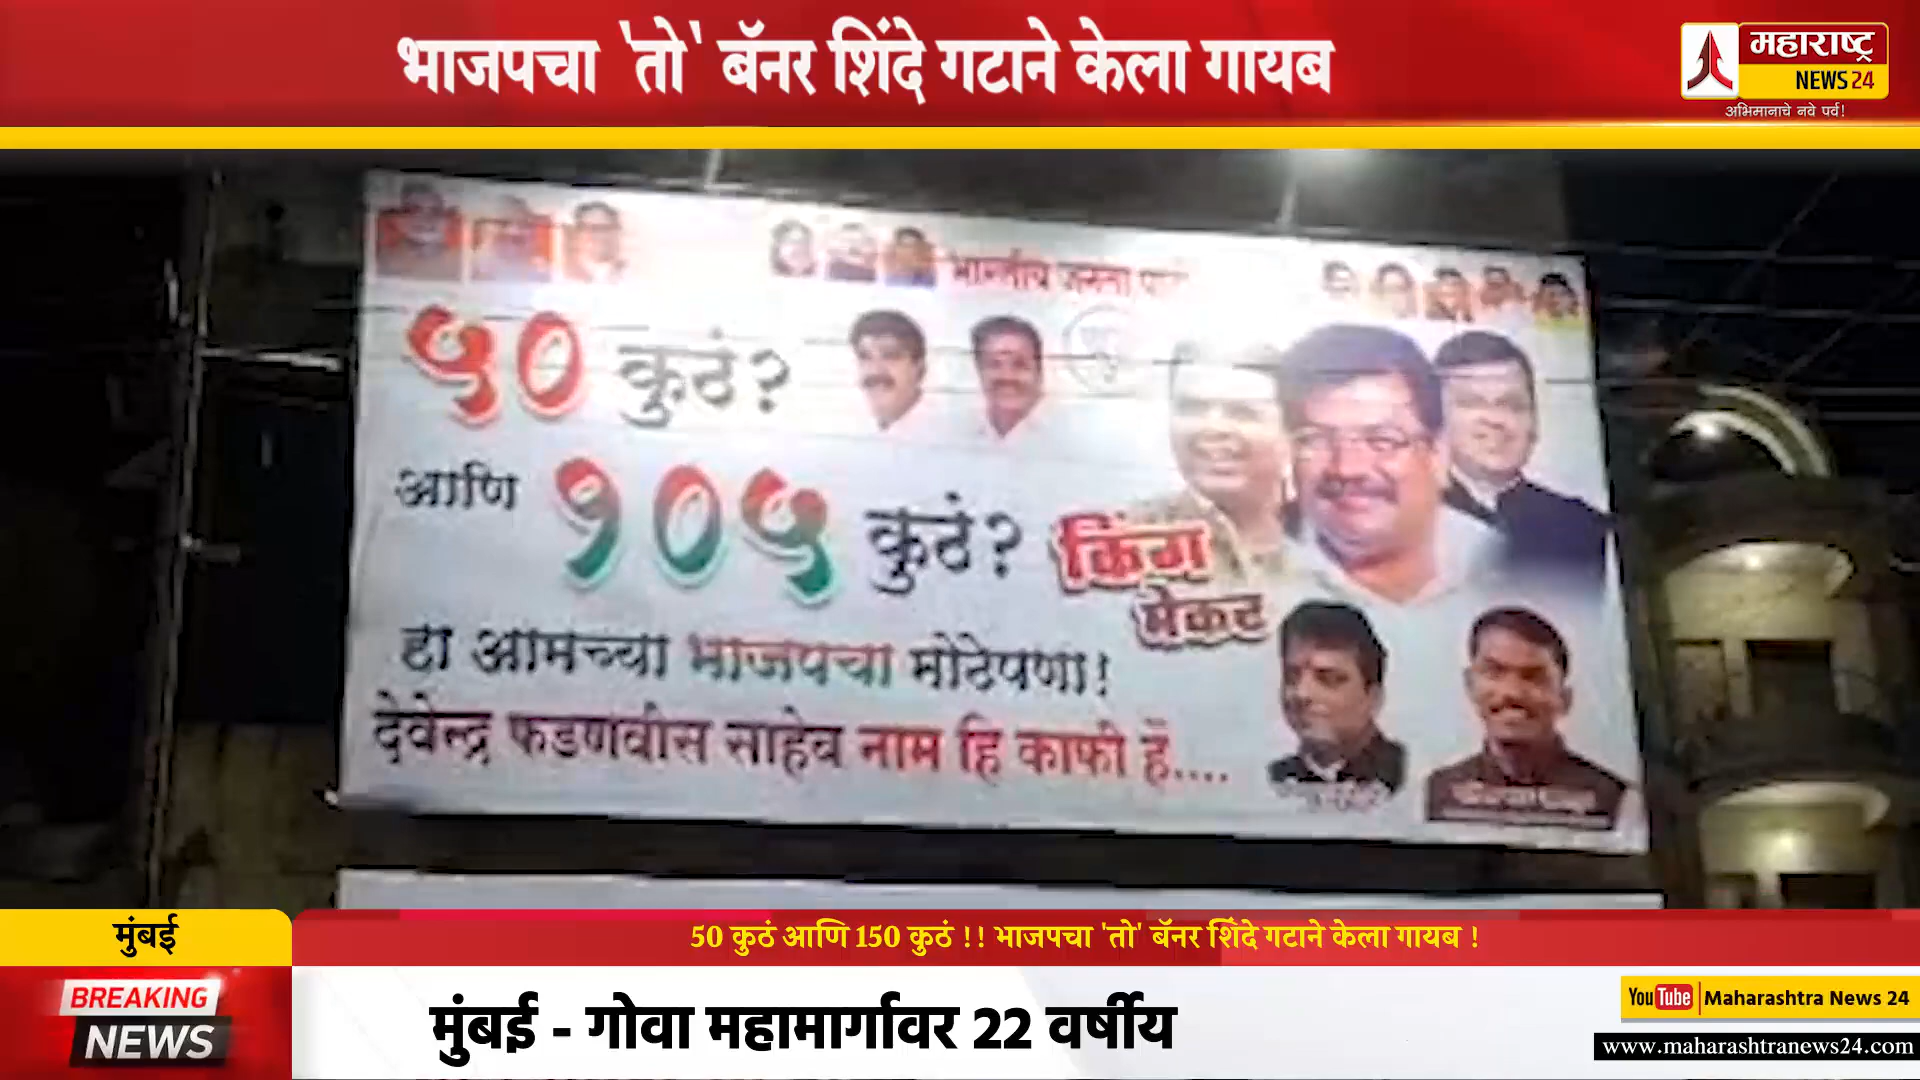 भाजपचा 'तो' बॅनर शिंदे गटाने केला गायब
महाराष्ट्र
NEWS 24
अभिमानाचे नवे पर्व!
भारतीय जनता
५० कुठं?
आणि १०५ कुठं?
किंग
मेकर
हा आमच्या भाजपचा मोठेपणा!
देवेन्द्र फडणवीस साहेब नाम हि काफी हैं....
मुंबई
50 कुठं आणि 150 कुठं !! भाजपचा 'तो' बॅनर शिंदे गटाने केला गायब !
BREAKING
NEWS
मुंबई - गोवा महामार्गावर 22 वर्षीय
YouTube Maharashtra News 24
www.maharashtranews24.com